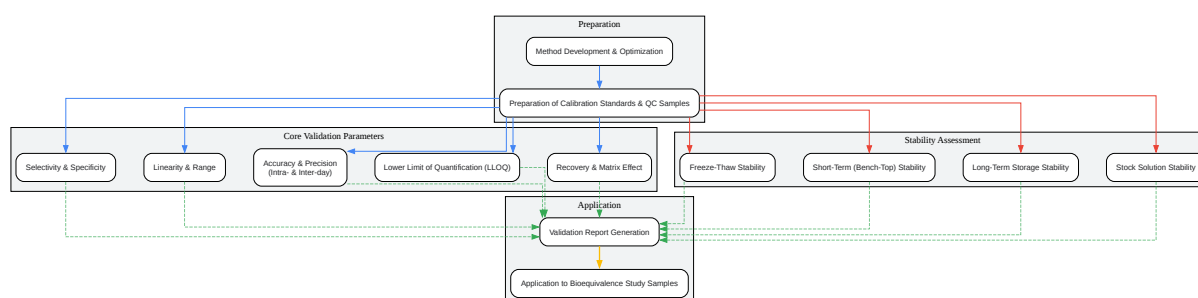 Preparation
Method Development & Optimization
Preparation of Calibration Standards & QC Samples
Core Validation Parameters
Selectivity & Specificity
Linearity & Range
Accuracy & Precision
(Intra- & Inter-day)
Lower Limit of Quantification (LLOQ)
Recovery & Matrix Effect
Stability Assessment
Freeze-Thaw Stability
Short-Term (Bench-Top) Stability
Long-Term Storage Stability
Stock Solution Stability
Application
Validation Report Generation
Application to Bioequivalence Study Samples